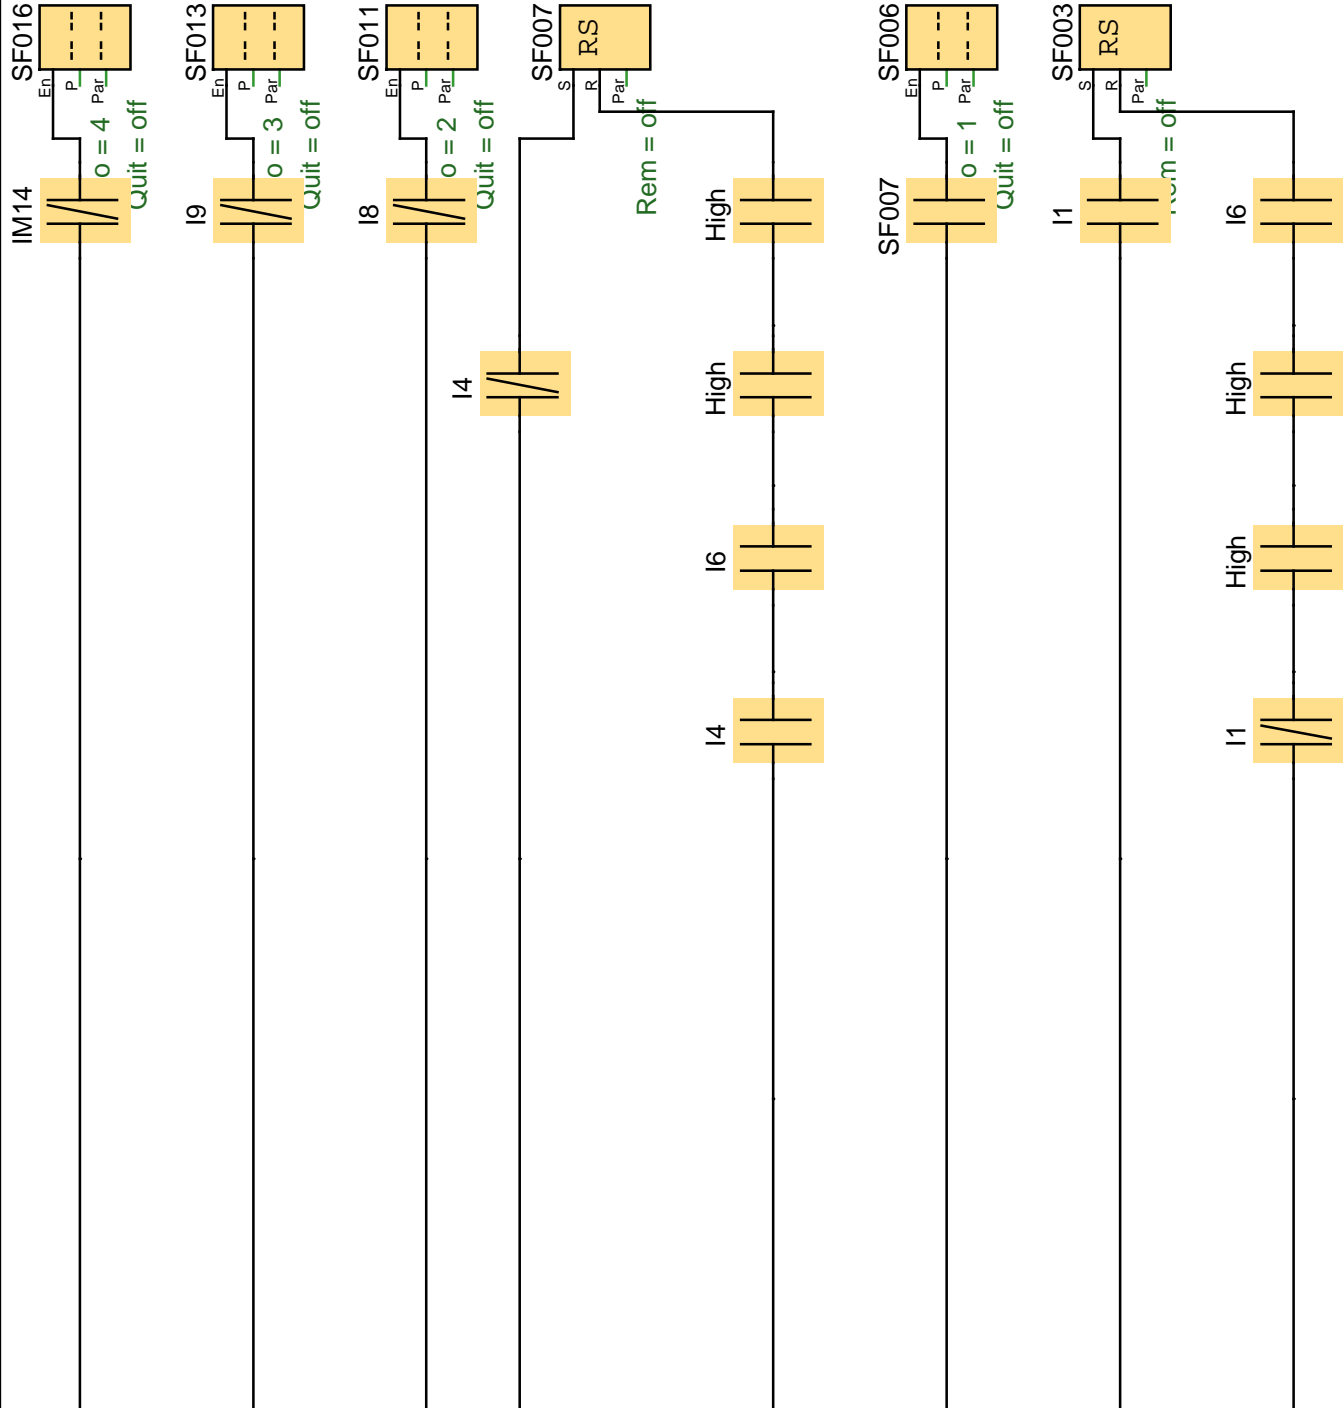 SF016
En
P
Par
o = 4
Quit = off
IM14
SF013
En
P
Par
o = 3
Quit = off
I9
SF011
En
P
Par
o = 2
Quit = off
I8
SF007
RS
S
R
Par
Rem = off
I4
High
High
I6
I4
SF006
En
P
Par
o = 1
Quit = off
SF007
SF003
RS
S
R
Par
Rem = off
I1
I6
High
High
I1